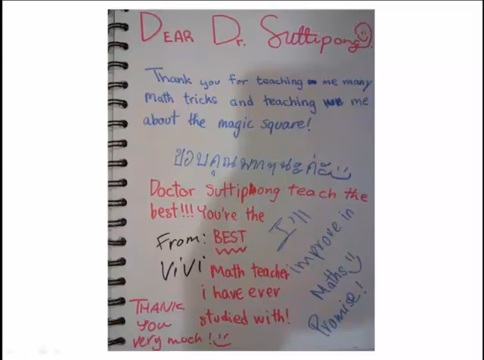 DEAR Dr. Suttipong
Thank you for teaching me many
math tricks and teaching me
about the magic square!
ขอบคุณมากๆนะค่ะ
Doctor Suttiphong teach the
best!!! You're the
BEST
Math teacher
i have ever
studied with!
From:
ViVi
I'll
improve in
Maths
Promise!
THANK
YOU
very much!